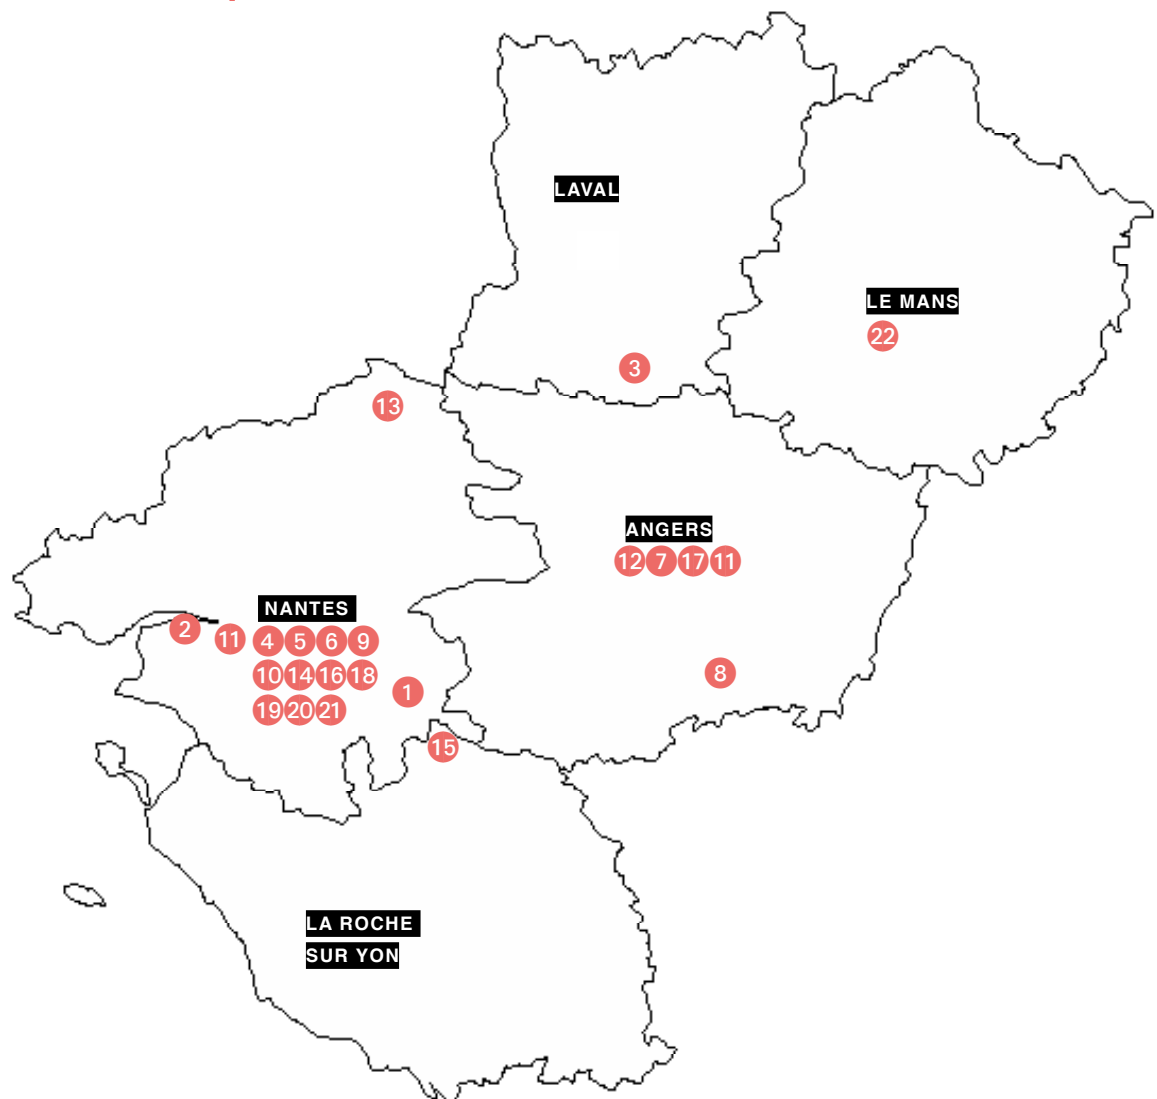 LAVAL
LE MANS
22
3
13
ANGERS
12 7 17 11
NANTES
2 11 4 5 6 9
10 14 16 18
1
8
19 20 21
15
LA ROCHE
SUR YON